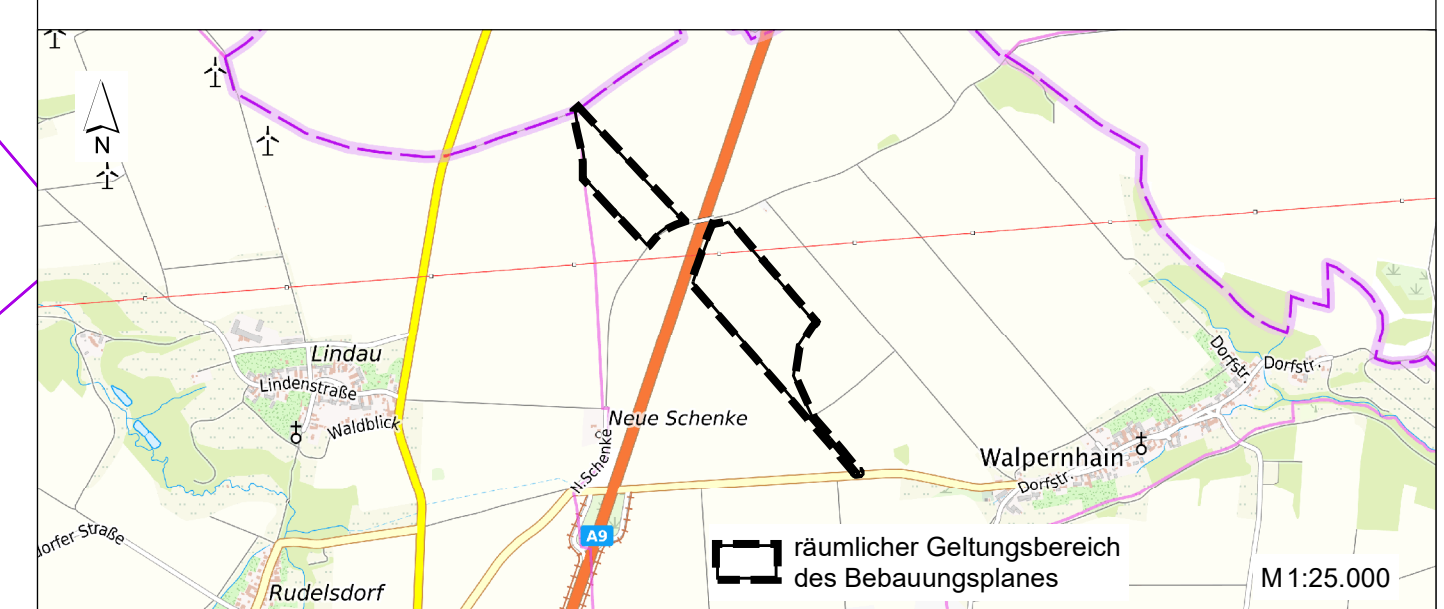 N
Lindau
Lindenstraße
Waldblick
Neue Schenke
N.Schenke
Dorfstr.
Dorfstr.
Walpernhain
Dorfstr.
A9
dorfer Straße
Rudelsdorf
räumlicher Geltungsbereich
des Bebauungsplanes
M 1:25.000